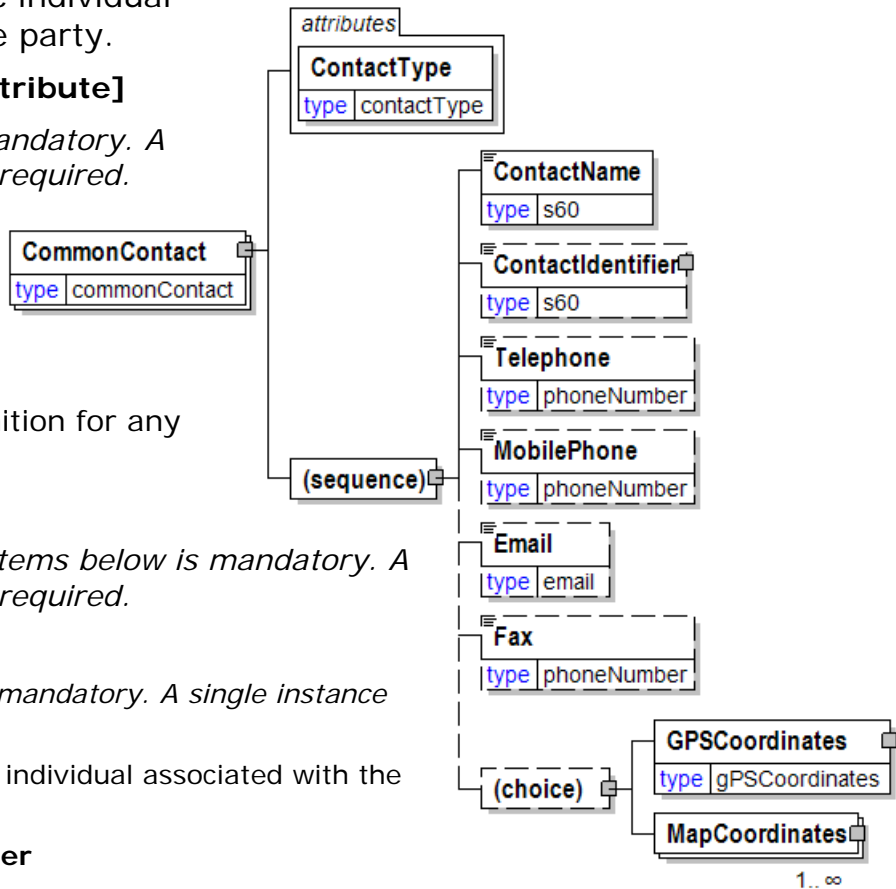 e individual
e party.
tribute]
andatory. A
required.
ition for any
tems below is mandatory. A
required.
mandatory. A single instance
individual associated with the
er
attributes
ContactType
type contactType
CommonContact
type commonContact
(sequence)
ContactName
type s60
ContactIdentifier
type s60
Telephone
type phoneNumber
MobilePhone
type phoneNumber
Email
type email
Fax
type phoneNumber
(choice)
GPSCoordinates
type gPSCoordinates
MapCoordinates
1.. ∞